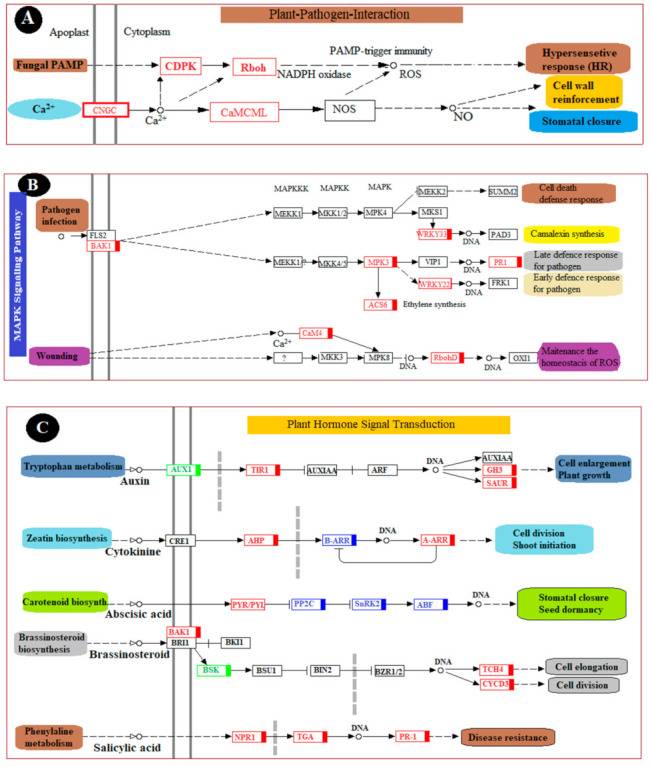 A
Plant-Pathogen-Interaction
Apoplast
Cytoplasm
PAMP-trigger immunity
Fungal PAMP
CDPK
Rboh
NADPH oxidase
ROS
Hypersensetive
response (HR)
Cell wall
reinforcement
Ca2+
CNGC
Ca2+
CaMCML
NOS
NO
Stomatal closure
B
MAPK Signaling Pathway
Pathogen
infection
FLS2
BAK1
MAPKKK
MAPKK
MAPK
MEKK2
SUMM2
Cell death
defense response
MEKK1
MKK1/2
MPK4
MKS1
WRKY33
DNA
PAD3
Camalexin synthesis
MEKK1/?
MKK4/5
MPK3
VIP1
DNA
PR1
Late defence response
for pathogen
WRKY22
DNA
FRK1
Early defence response
for pathogen
ACS6
Ethylene synthesis
Ca2+
CaM4
Wounding
?
MKK3
MPK8
DNA
RbohD
DNA
OXI1
Maitenance the
homestacis of ROS
C
Plant Hormone Signal Transduction
Tryptophan metabolism
Auxin
AUX1
TIR1
AUXIAA
ARF
DNA
AUXIAA
GH3
SAUR
Cell enlargement
Plant growth
Zeatin biosynthesis
Cytokinine
CRE1
AHP
B-ARR
DNA
A-ARR
Cell division
Shoot initiation
Carotenoid biosynth
Abscisic acid
PYR/PYL
PP2C
SnRK2
ABF
DNA
Stomatal closure
Seed dormancy
Brassinosteroid
biosynthesis
Brassinosteroid
BAK1
BRI1
BKI1
BSK
BSU1
BIN2
BZR1/2
DNA
TCH4
CYCD3
Cell elongation
Cell division
Phenylaline
metabolism
Salicylic acid
NPR1
TGA
DNA
PR-1
Disease resistance